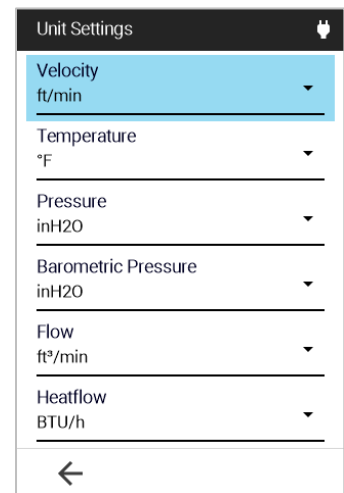 Unit Settings
Velocity
ft/min
Temperature
°F
Pressure
inH2O
Barometric Pressure
inH2O
Flow
ft³/min
Heatflow
BTU/h